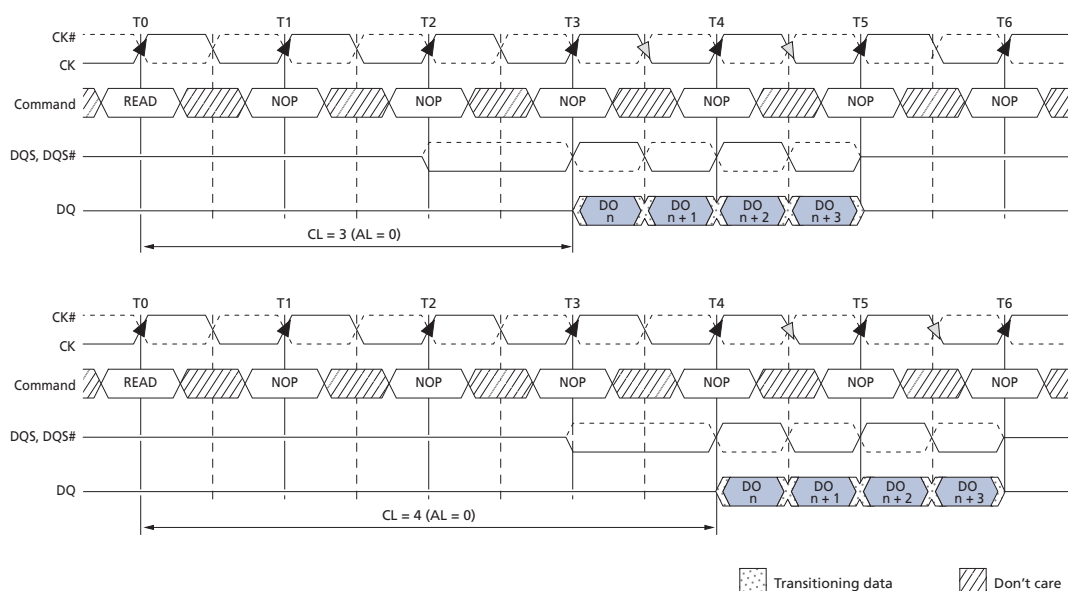 T0 T1 T2 T3 T4 T5 T6
CK#
CK
Command READ NOP NOP NOP NOP NOP NOP
DQS, DQS#
DQ DO n DO n + 1 DO n + 2 DO n + 3
CL = 3 (AL = 0)
T0 T1 T2 T3 T4 T5 T6
CK#
CK
Command READ NOP NOP NOP NOP NOP NOP
DQS, DQS#
DQ DO n DO n + 1 DO n + 2 DO n + 3
CL = 4 (AL = 0)
Transitioning data Don't care